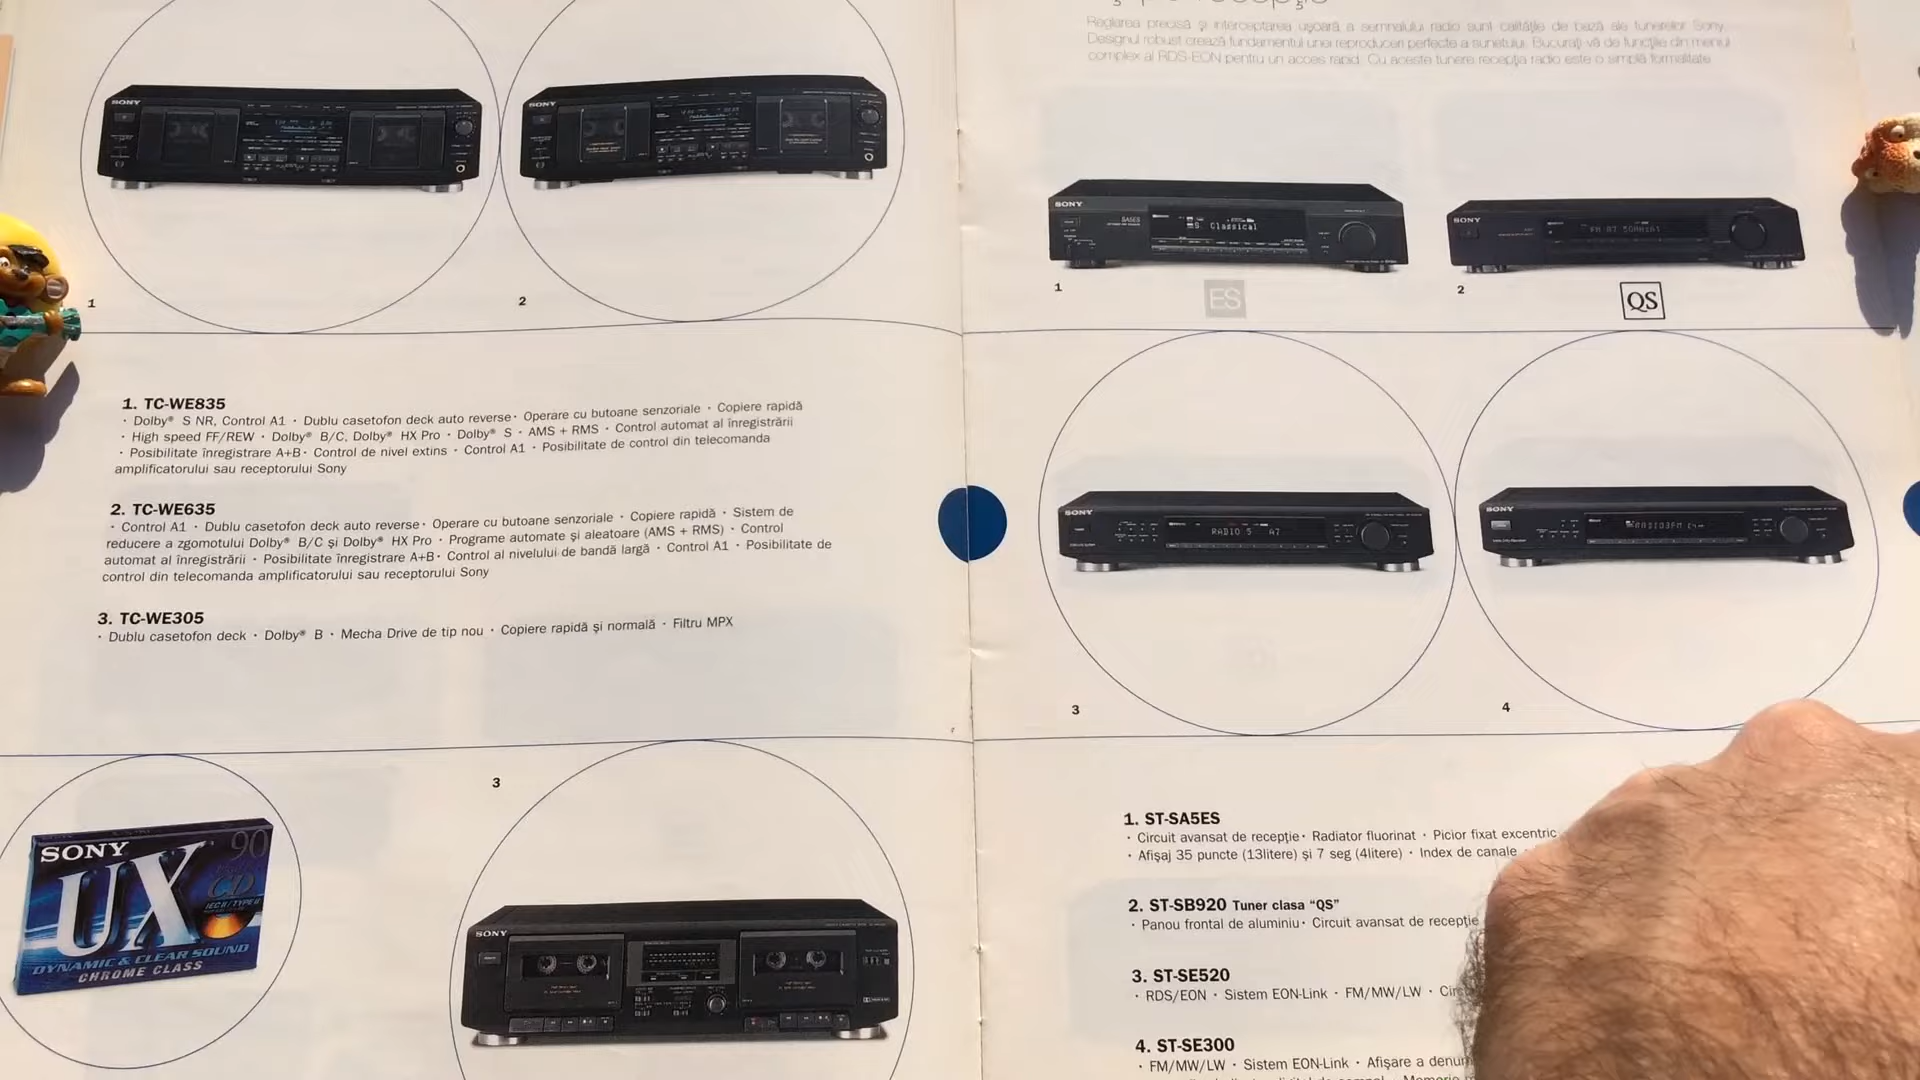 Reglarea precisă şi interceptarea uşoară a semnalului radio sunt calităţile de bază ale tunerelor Sony.
Designul robust crează fundamentul unei reproduceri perfecte a sunetului. Bucuraţi-vă de funcţiile din meniul
complex al RDS-EON pentru un acces rapid. Cu aceste tunere recepţia radio este o simplă formalitate.
SONY
SONY
1
2
SONY
SA5ES
Classical
SONY
1
ES
2
QS
1. TC-WE835
· Dolby® S NR, Control A1 · Dublu casetofon deck auto reverse · Operare cu butoane senzoriale · Copiere rapidă
· High speed FF/REW · Dolby® B/C, Dolby® HX Pro · Dolby® S · AMS + RMS · Control automat al înregistrării
· Posibilitate înregistrare A+B · Control de nivel extins · Control A1 · Posibilitate de control din telecomanda
amplificatorului sau receptorului Sony
2. TC-WE635
· Control A1 · Dublu casetofon deck auto reverse · Operare cu butoane senzoriale · Copiere rapidă · Sistem de
reducere a zgomotului Dolby® B/C şi Dolby® HX Pro · Programe automate şi aleatoare (AMS + RMS) · Control
automat al înregistrării · Posibilitate înregistrare A+B · Control al nivelului de bandă largă · Control A1 · Posibilitate de
control din telecomanda amplificatorului sau receptorului Sony
3. TC-WE305
· Dublu casetofon deck · Dolby® B · Mecha Drive de tip nou · Copiere rapidă şi normală · Filtru MPX
SONY
RADIO 5 A7
SONY
3
4
3
SONY
90
UX
CD
IECII/TYPEII
DYNAMIC & CLEAR SOUND
CHROME CLASS
SONY
1. ST-SA5ES
· Circuit avansat de recepţie · Radiator fluorinat · Picior fixat excentric
· Afişaj 35 puncte (13litere) şi 7 seg (4litere) · Index de canale
2. ST-SB920 Tuner clasa "QS"
· Panou frontal de aluminiu · Circuit avansat de recepţie
3. ST-SE520
· RDS/EON · Sistem EON-Link · FM/MW/LW
4. ST-SE300
· FM/MW/LW · Sistem EON-Link · Afişare a